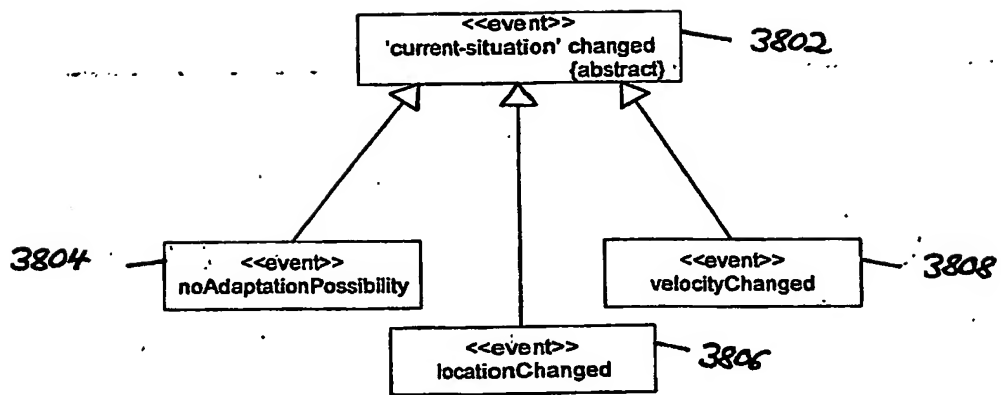 <<event>>
'current-situation' changed
{abstract}
3802
3804
<<event>>
noAdaptationPossibility
<<event>>
velocityChanged
3808
<<event>>
locationChanged
3806